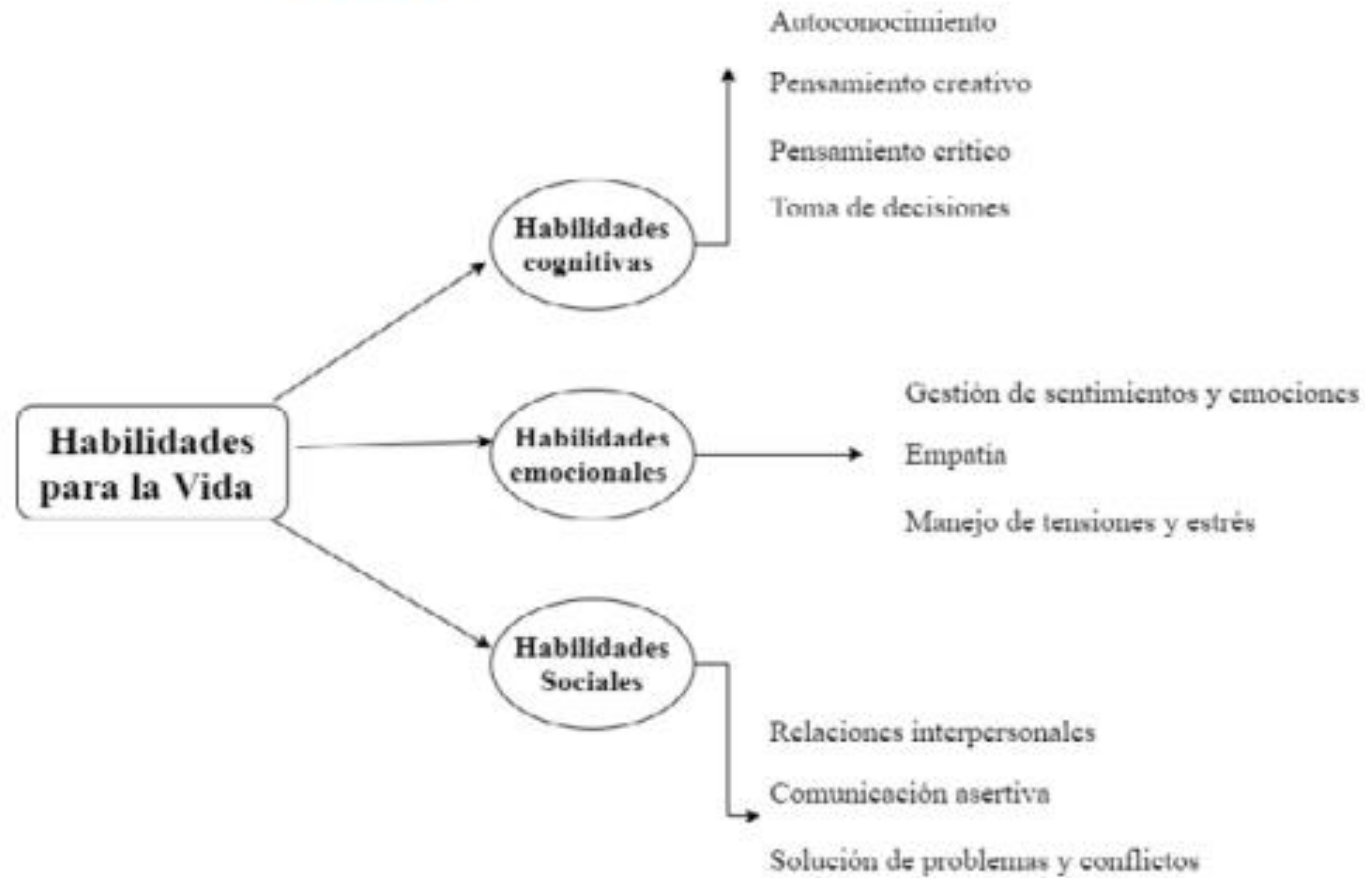 Autoconocimiento
Pensamiento creativo
Pensamiento crítico
Toma de decisiones
Habilidades
cognitivas
Habilidades
para la Vida
Habilidades
emocionales
Gestión de sentimientos y emociones
Empatia
Manejo de tensiones y estrés
Habilidades
Sociales
Relaciones interpersonales
Comunicación asertiva
Solución de problemas y conflictos